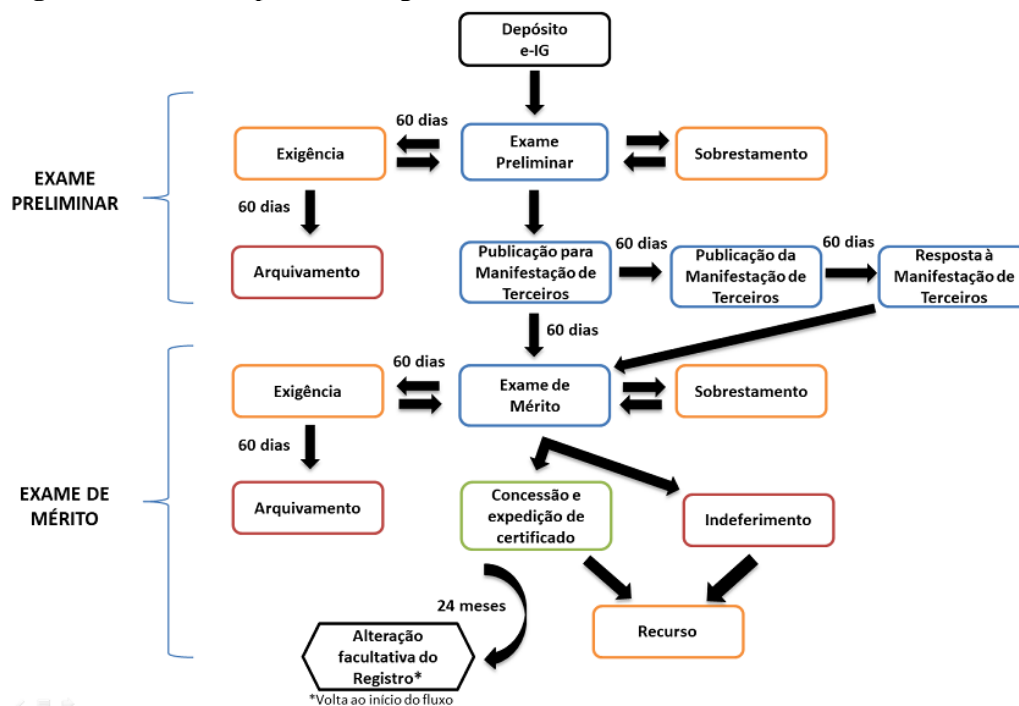 Depósito
e-IG
60 dias
Exigência
Exame
Preliminar
Sobrestamento
EXAME
PRELIMINAR
60 dias
Arquivamento
Publicação para
Manifestação de
Terceiros
60 dias
Publicação da
Manifestação de
Terceiros
60 dias
Resposta à
Manifestação de
Terceiros
60 dias
60 dias
Exigência
Exame de
Mérito
Sobrestamento
60 dias
EXAME DE
MÉRITO
Arquivamento
Concessão e
expedição de
certificado
Indeferimento
24 meses
Recurso
Alteração
facultativa do
Registro*
*Volta ao início do fluxo